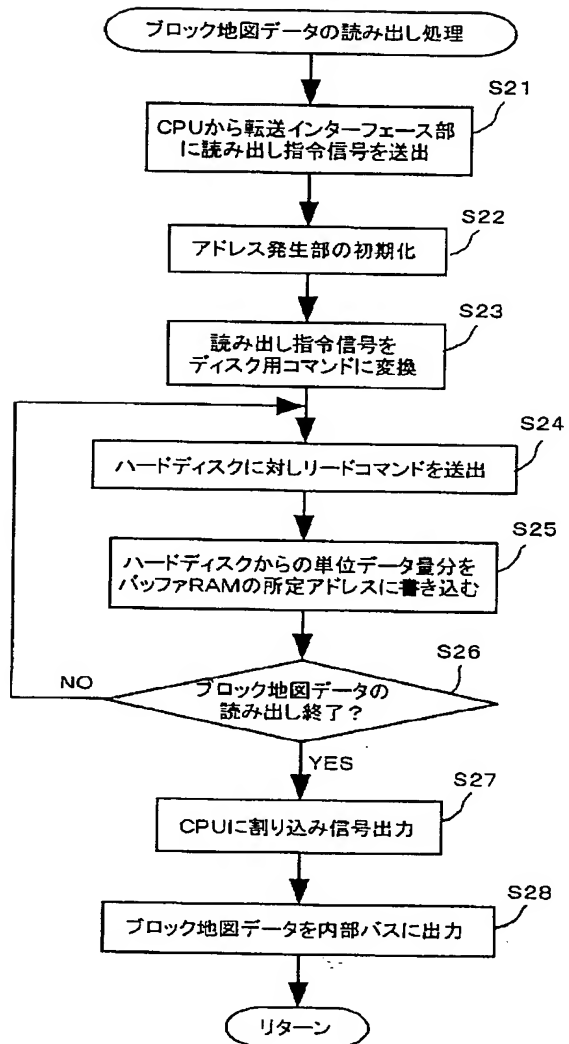 ブロック地図データの読み出し処理
S21
CPUから転送インターフェース部
に読み出し指令信号を送出
S22
アドレス発生部の初期化
S23
読み出し指令信号を
ディスク用コマンドに変換
S24
ハードディスクに対しリードコマンドを送出
S25
ハードディスクからの単位データ量分を
バッファRAMの所定アドレスに書き込む
S26
NO
ブロック地図データの
読み出し終了?
YES
S27
CPUに割り込み信号出力
S28
ブロック地図データを内部バスに出力
リターン